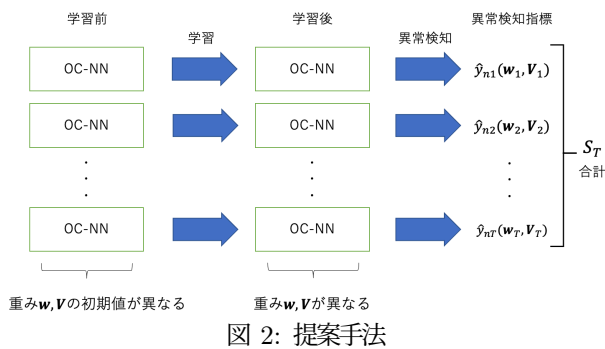 学習前 学習後 異常検知指標
学習 異常検知
OC-NN OC-NN ŷn1(w1,V1)
OC-NN OC-NN ŷn2(w2,V2)
ST
合計
OC-NN OC-NN ŷnT(wT,VT)
重みw,Vの初期値が異なる 重みw,Vが異なる
図 2: 提案手法